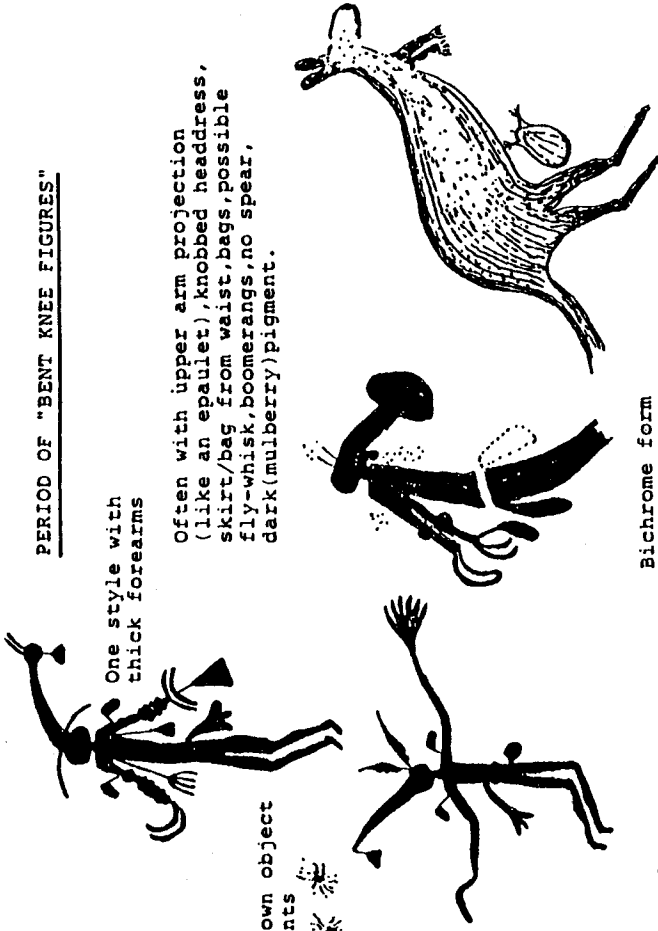 PERIOD OF "BENT KNEE FIGURES"
One style with
thick forearms
Often with upper arm projection
(like an epaulet),knobbed headdress,
skirt/bag from waist,bags,possible
fly-whisk,boomerangs,no spear,
dark(mulberry)pigment.
own object
nts
Bichrome form